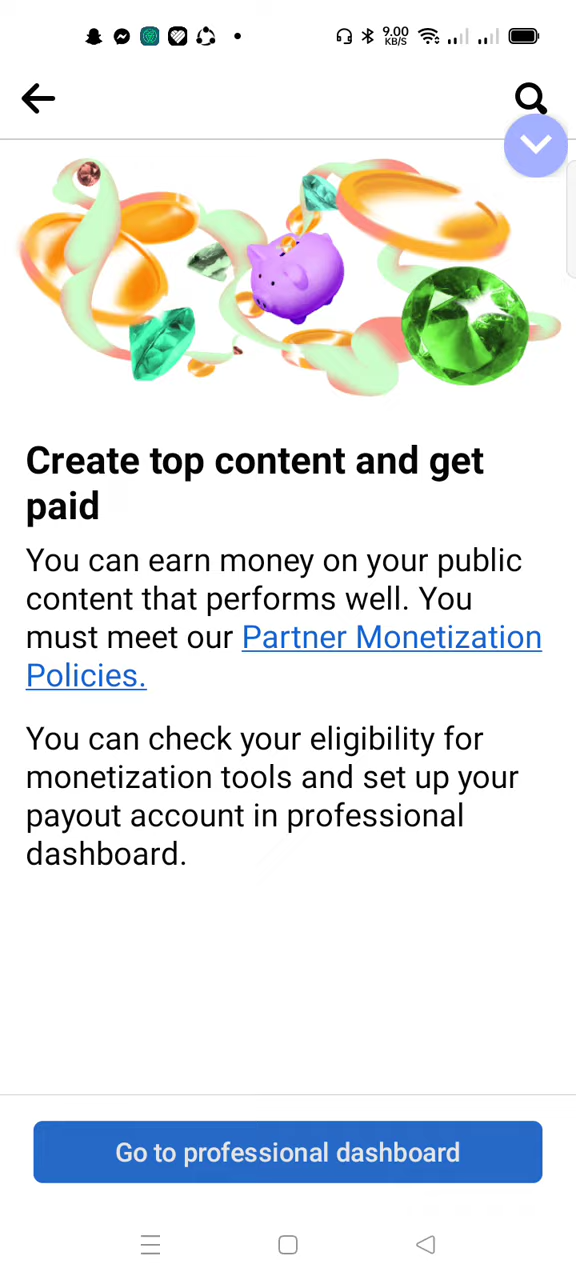 9.00
KB/S
Create top content and get
paid
You can earn money on your public
content that performs well. You
must meet our Partner Monetization
Policies.
You can check your eligibility for
monetization tools and set up your
payout account in professional
dashboard.
Go to professional dashboard